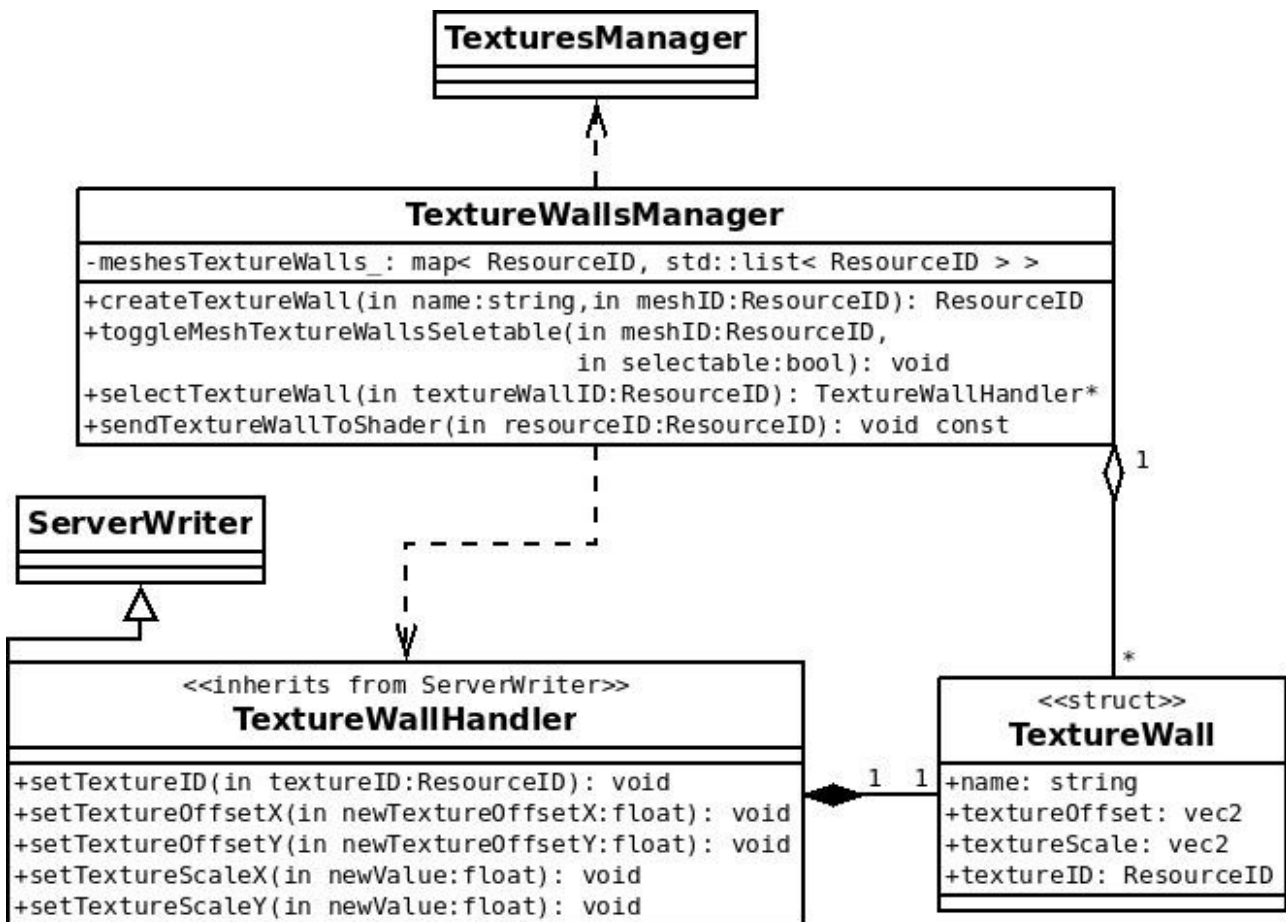 TexturesManager
TextureWallsManager
-meshesTextureWalls_: map< ResourceID, std::list< ResourceID > >
+createTextureWall(in name:string,in meshID:ResourceID): ResourceID
+toggleMeshTextureWallsSeletable(in meshID:ResourceID,
in selectable:bool): void
+selectTextureWall(in textureWallID:ResourceID): TextureWallHandler*
+sendTextureWallToShader(in resourceID:ResourceID): void const
1
ServerWriter
*
<<inherits from ServerWriter>>
TextureWallHandler
+setTextureID(in textureID:ResourceID): void
+setTextureOffsetX(in newTextureOffsetX:float): void
+setTextureOffsetY(in newTextureOffsetY:float): void
+setTextureScaleX(in newValue:float): void
+setTextureScaleY(in newValue:float): void
1 1
<<struct>>
TextureWall
+name: string
+textureOffset: vec2
+textureScale: vec2
+textureID: ResourceID